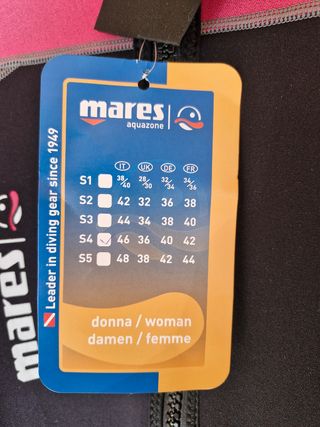 mares
aquazone
Leader in diving gear since 1949
IT UK DE FR
S1 38/40 28/30 32/34 34/36
S2 42 32 36 38
S3 44 34 38 40
S4 46 36 40 42
S5 48 38 42 44
donna / woman
damen / femme
mares